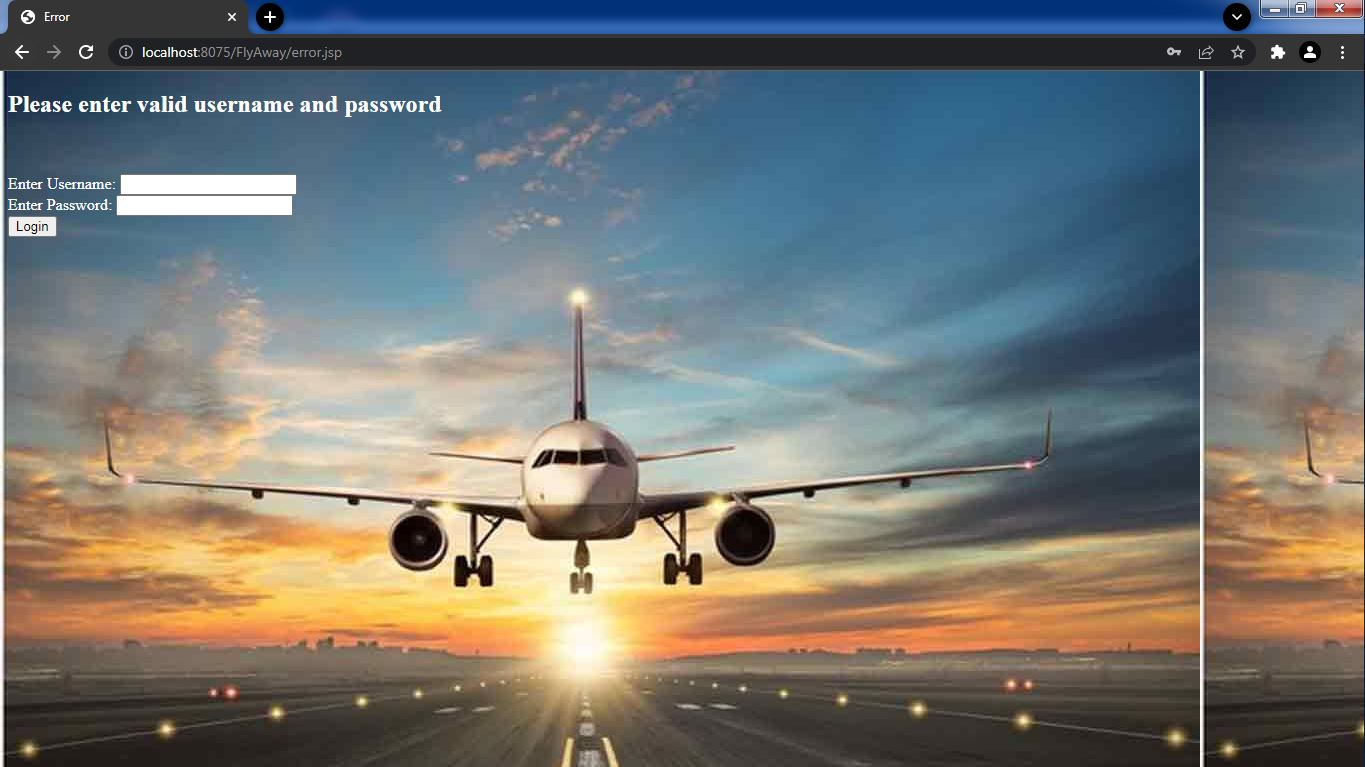 Error
localhost:8075/FlyAway/error.jsp
Please enter valid username and password
Enter Username:
Enter Password:
Login